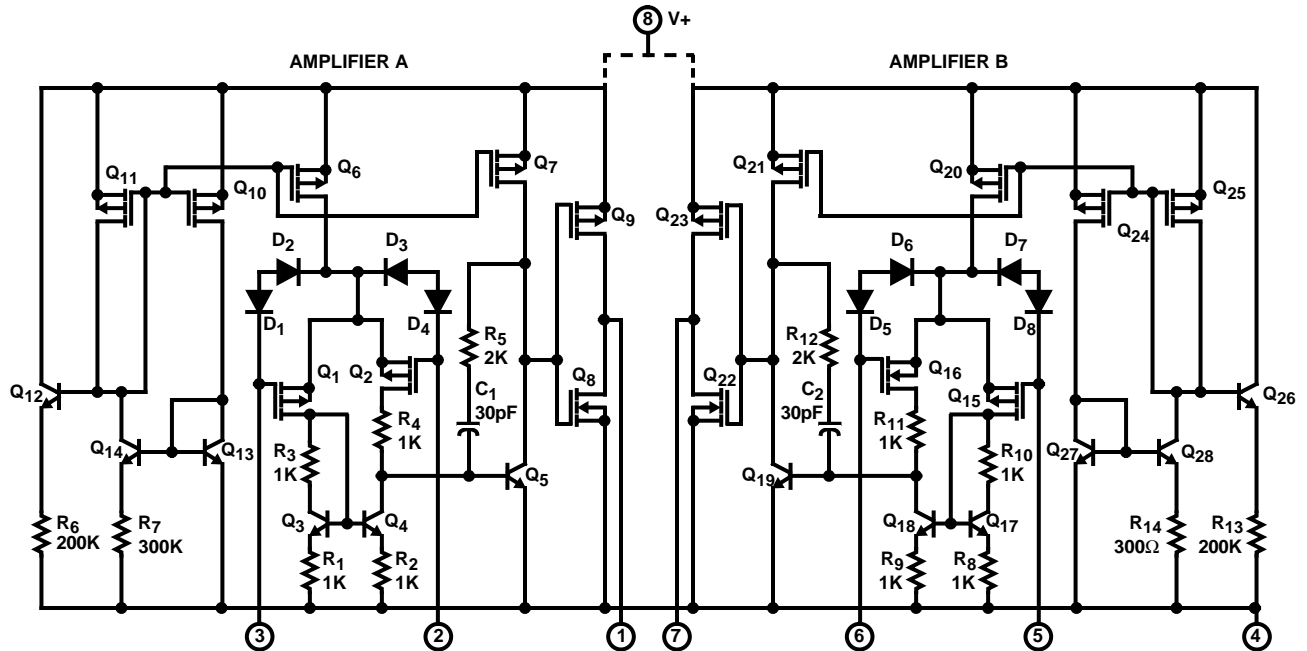 8 V+
AMPLIFIER A
AMPLIFIER B
Q11
Q10
Q6
Q7
Q9
Q21
Q23
Q20
Q24
Q25
D2
D3
D1
D4
D6
D7
D5
D8
R5
2K
R12
2K
Q1
Q2
C1
30pF
Q8
Q22
C2
30pF
Q16
Q15
Q12
Q26
R4
1K
R3
1K
R11
1K
R10
1K
Q14
Q13
Q5
Q19
Q27
Q28
Q3
Q4
Q18
Q17
R6
200K
R7
300K
R1
1K
R2
1K
R9
1K
R8
1K
R14
300Ω
R13
200K
3
2
1
7
6
5
4